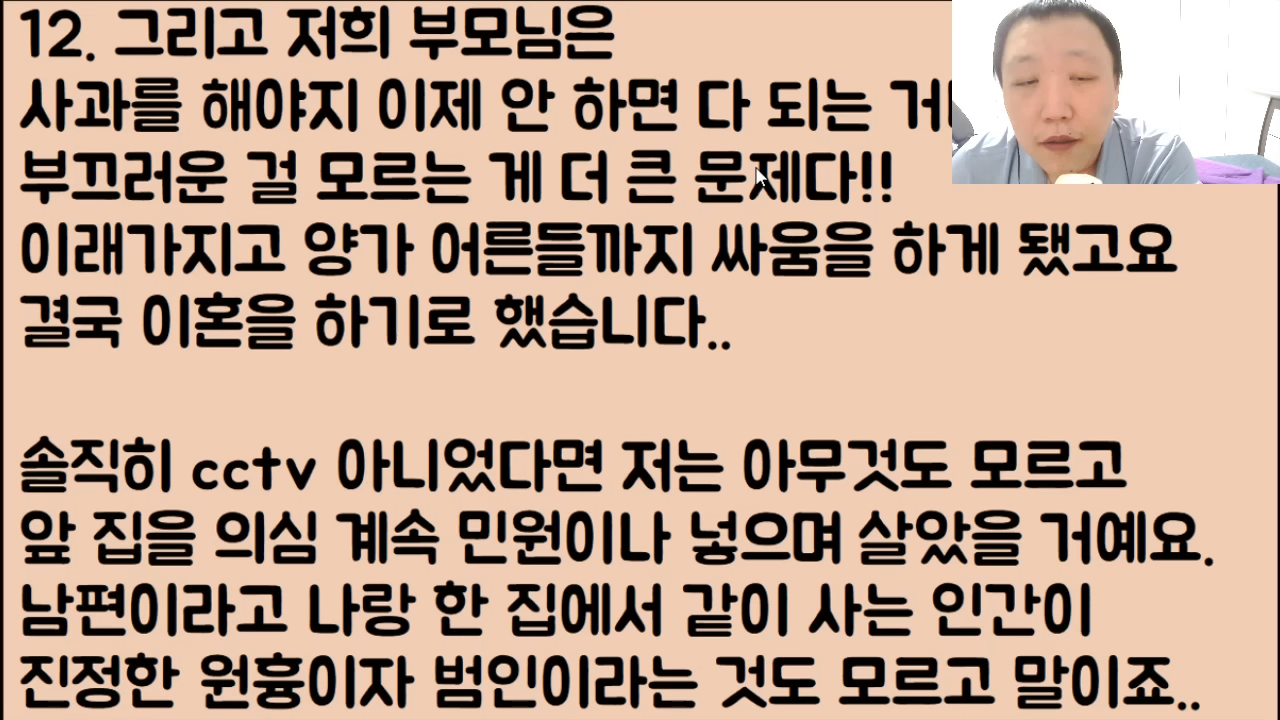 12. 그리고 저희 부모님은
사과를 해야지 이제 안 하면 다 되는
부끄러운 걸 모르는 게 더 큰 문제다!!
이래가지고 양가 어른들까지 싸움을 하게 됐고요
결국 이혼을 하기로 했습니다..
솔직히 cctv 아니었다면 저는 아무것도 모르고
앞 집을 의심 계속 민원이나 넣으며 살았을 거예요.
남편이라고 나랑 한 집에서 같이 사는 인간이
진정한 원흉이자 범인이라는 것도 모르고 말이죠..